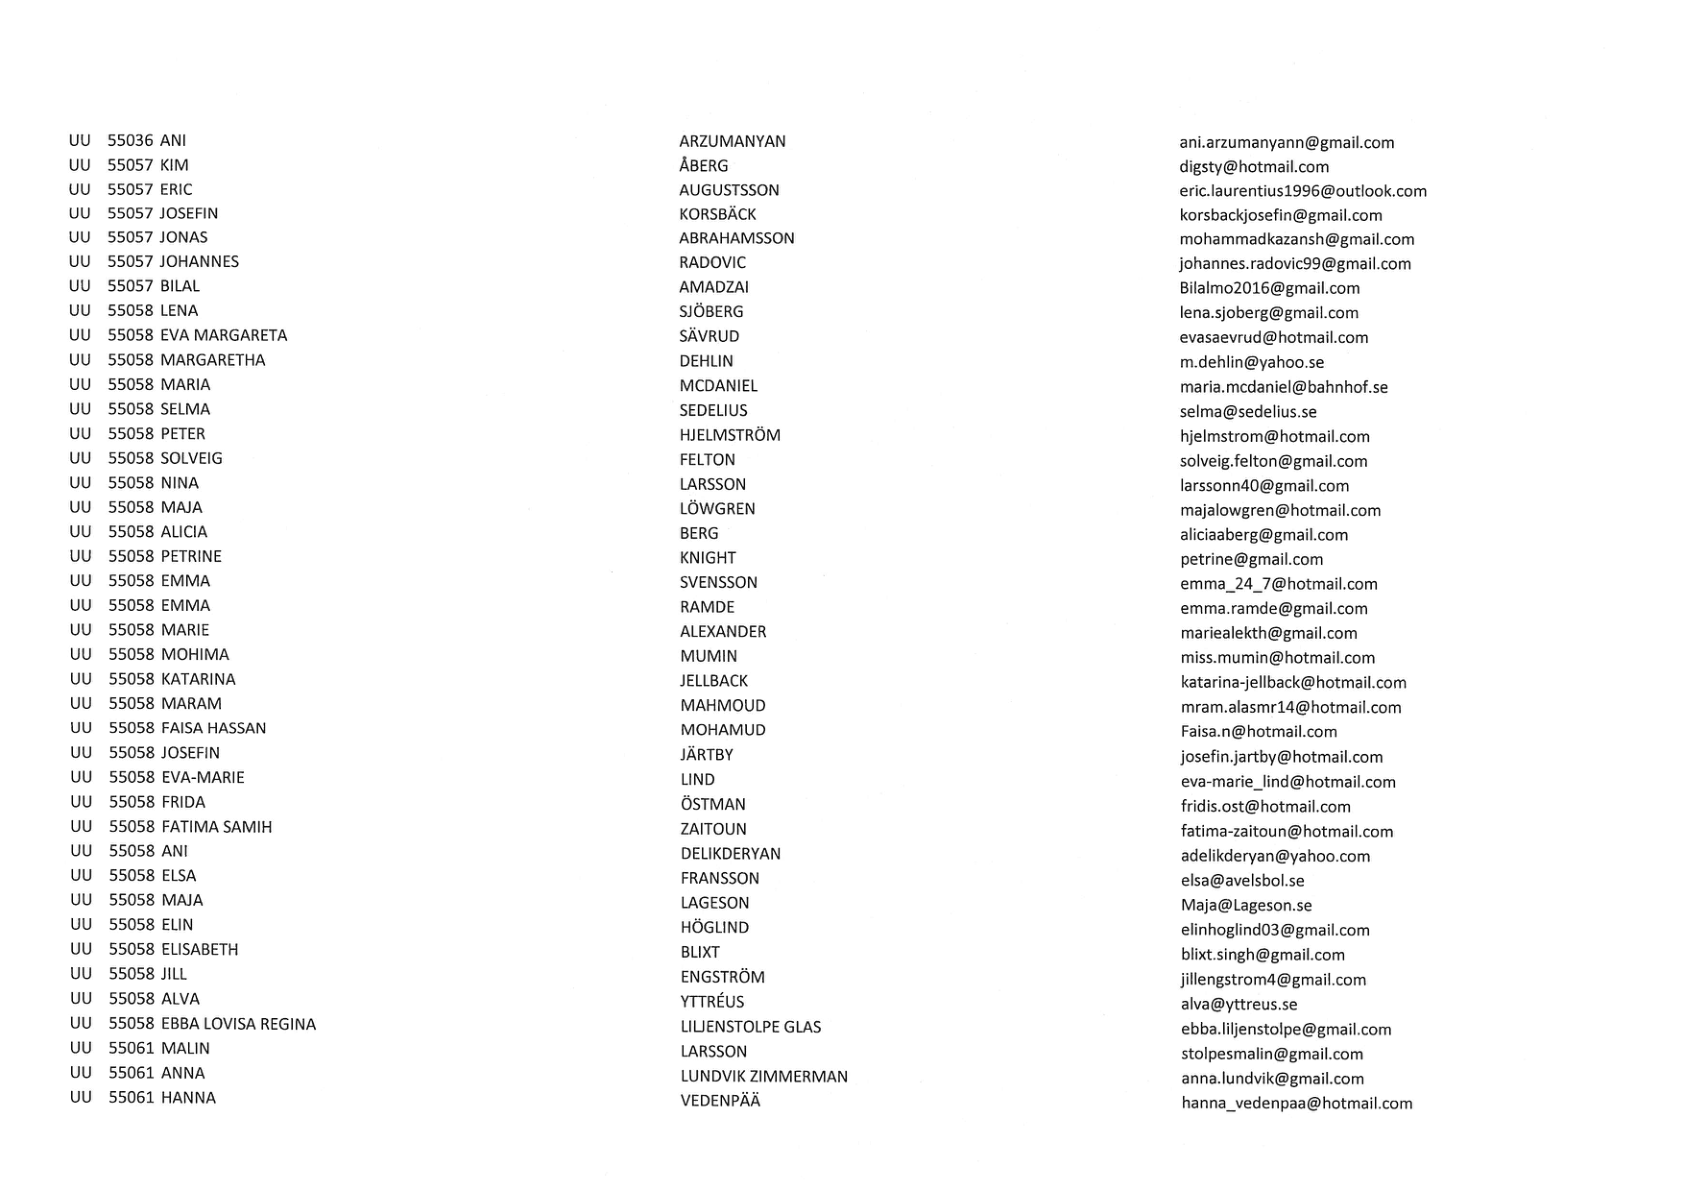 UU 55036 ANI ARZUMANYAN ani.arzumanyann@gmail.com
UU 55057 KIM ÅBERG digsty@hotmail.com
UU 55057 ERIC AUGUSTSSON eric.laurentius1996@outlook.com
UU 55057 JOSEFIN KORSBÄCK korsbackjosefin@gmail.com
UU 55057 JONAS ABRAHAMSSON mohammadkazansh@gmail.com
UU 55057 JOHANNES RADOVIC johannes.radovic99@gmail.com
UU 55057 BILAL AMADZAI Bilalmo2016@gmail.com
UU 55058 LENA SJÖBERG lena.sjoberg@gmail.com
UU 55058 EVA MARGARETA SÄVRUD evasaevrud@hotmail.com
UU 55058 MARGARETHA DEHLIN m.dehlin@yahoo.se
UU 55058 MARIA MCDANIEL maria.mcdaniel@bahnhof.se
UU 55058 SELMA SEDELIUS selma@sedelius.se
UU 55058 PETER HJELMSTRÖM hjelmstrom@hotmail.com
UU 55058 SOLVEIG FELTON solveig.felton@gmail.com
UU 55058 NINA LARSSON larssonn40@gmail.com
UU 55058 MAJA LÖWGREN majalowgren@hotmail.com
UU 55058 ALICIA BERG aliciaaberg@gmail.com
UU 55058 PETRINE KNIGHT petrine@gmail.com
UU 55058 EMMA SVENSSON emma_24_7@hotmail.com
UU 55058 EMMA RAMDE emma.ramde@gmail.com
UU 55058 MARIE ALEXANDER mariealekth@gmail.com
UU 55058 MOHIMA MUMIN miss.mumin@hotmail.com
UU 55058 KATARINA JELLBACK katarina-jellback@hotmail.com
UU 55058 MARAM MAHMOUD mram.alasmr14@hotmail.com
UU 55058 FAISA HASSAN MOHAMUD Faisa.n@hotmail.com
UU 55058 JOSEFIN JÄRTBY josefin.jartby@hotmail.com
UU 55058 EVA-MARIE LIND eva-marie_lind@hotmail.com
UU 55058 FRIDA ÖSTMAN fridis.ost@hotmail.com
UU 55058 FATIMA SAMIH ZAITOUN fatima-zaitoun@hotmail.com
UU 55058 ANI DELIKDERYAN adelikderyan@yahoo.com
UU 55058 ELSA FRANSSON elsa@avelsbol.se
UU 55058 MAJA LAGESON Maja@Lageson.se
UU 55058 ELIN HÖGLIND elinhoglind03@gmail.com
UU 55058 ELISABETH BLIXT blixt.singh@gmail.com
UU 55058 JILL ENGSTRÖM jillengstrom4@gmail.com
UU 55058 ALVA YTTRÉUS alva@yttreus.se
UU 55058 EBBA LOVISA REGINA LILJENSTOLPE GLAS ebba.liljenstolpe@gmail.com
UU 55061 MALIN LARSSON stolpesmalin@gmail.com
UU 55061 ANNA LUNDVIK ZIMMERMAN anna.lundvik@gmail.com
UU 55061 HANNA VEDENPÄÄ hanna_vedenpaa@hotmail.com